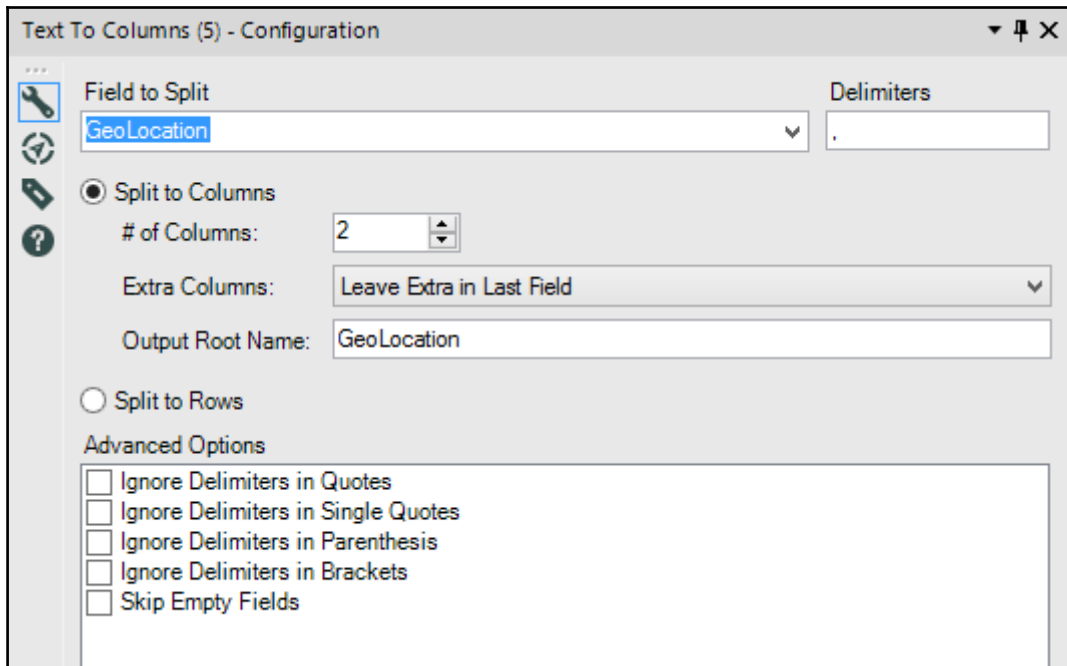 Text To Columns (5) - Configuration
Field to Split Delimiters
GeoLocation ,
Split to Columns
# of Columns: 2
Extra Columns: Leave Extra in Last Field
Output Root Name: GeoLocation
Split to Rows
Advanced Options
Ignore Delimiters in Quotes
Ignore Delimiters in Single Quotes
Ignore Delimiters in Parenthesis
Ignore Delimiters in Brackets
Skip Empty Fields